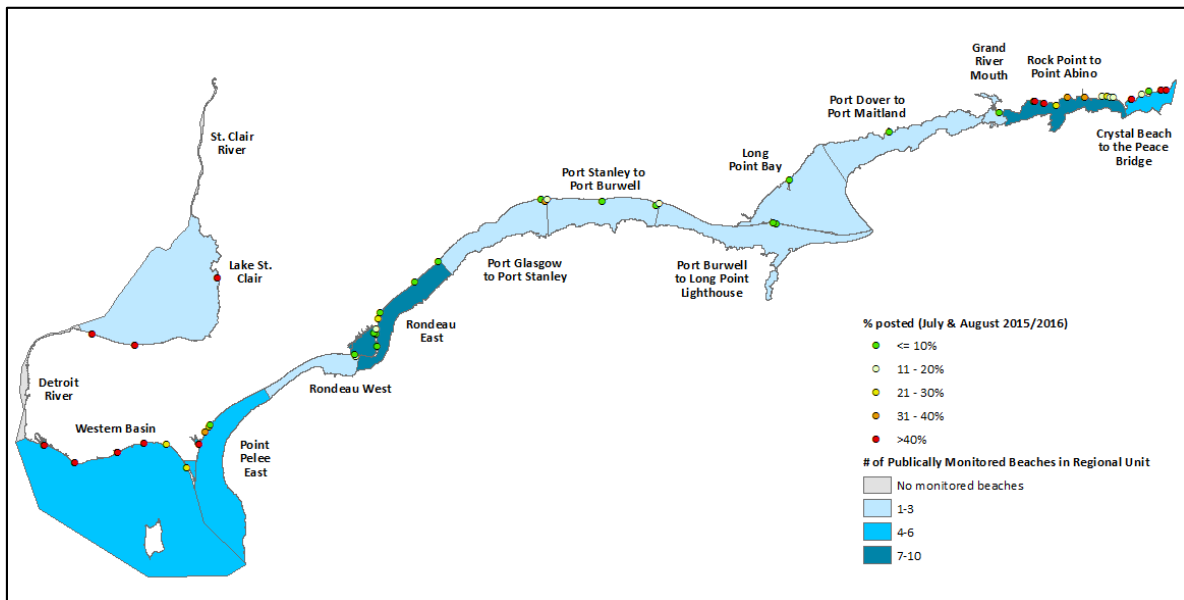 Grand
River
Mouth
Rock Point to
Point Abino
Port Dover to
Port Maitland
St. Clair
River
Crystal Beach
to the Peace
Bridge
Long
Point Bay
Port Stanley to
Port Burwell
Lake St.
Clair
Port Glasgow
to Port Stanley
Port Burwell
to Long Point
Lighthouse
Rondeau
East
Rondeau West
Detroit
River
Western Basin
Point
Pelee
East
% posted (July & August 2015/2016)
<= 10%
11 - 20%
21 - 30%
31 - 40%
>40%
# of Publically Monitored Beaches in Regional Unit
No monitored beaches
1-3
4-6
7-10